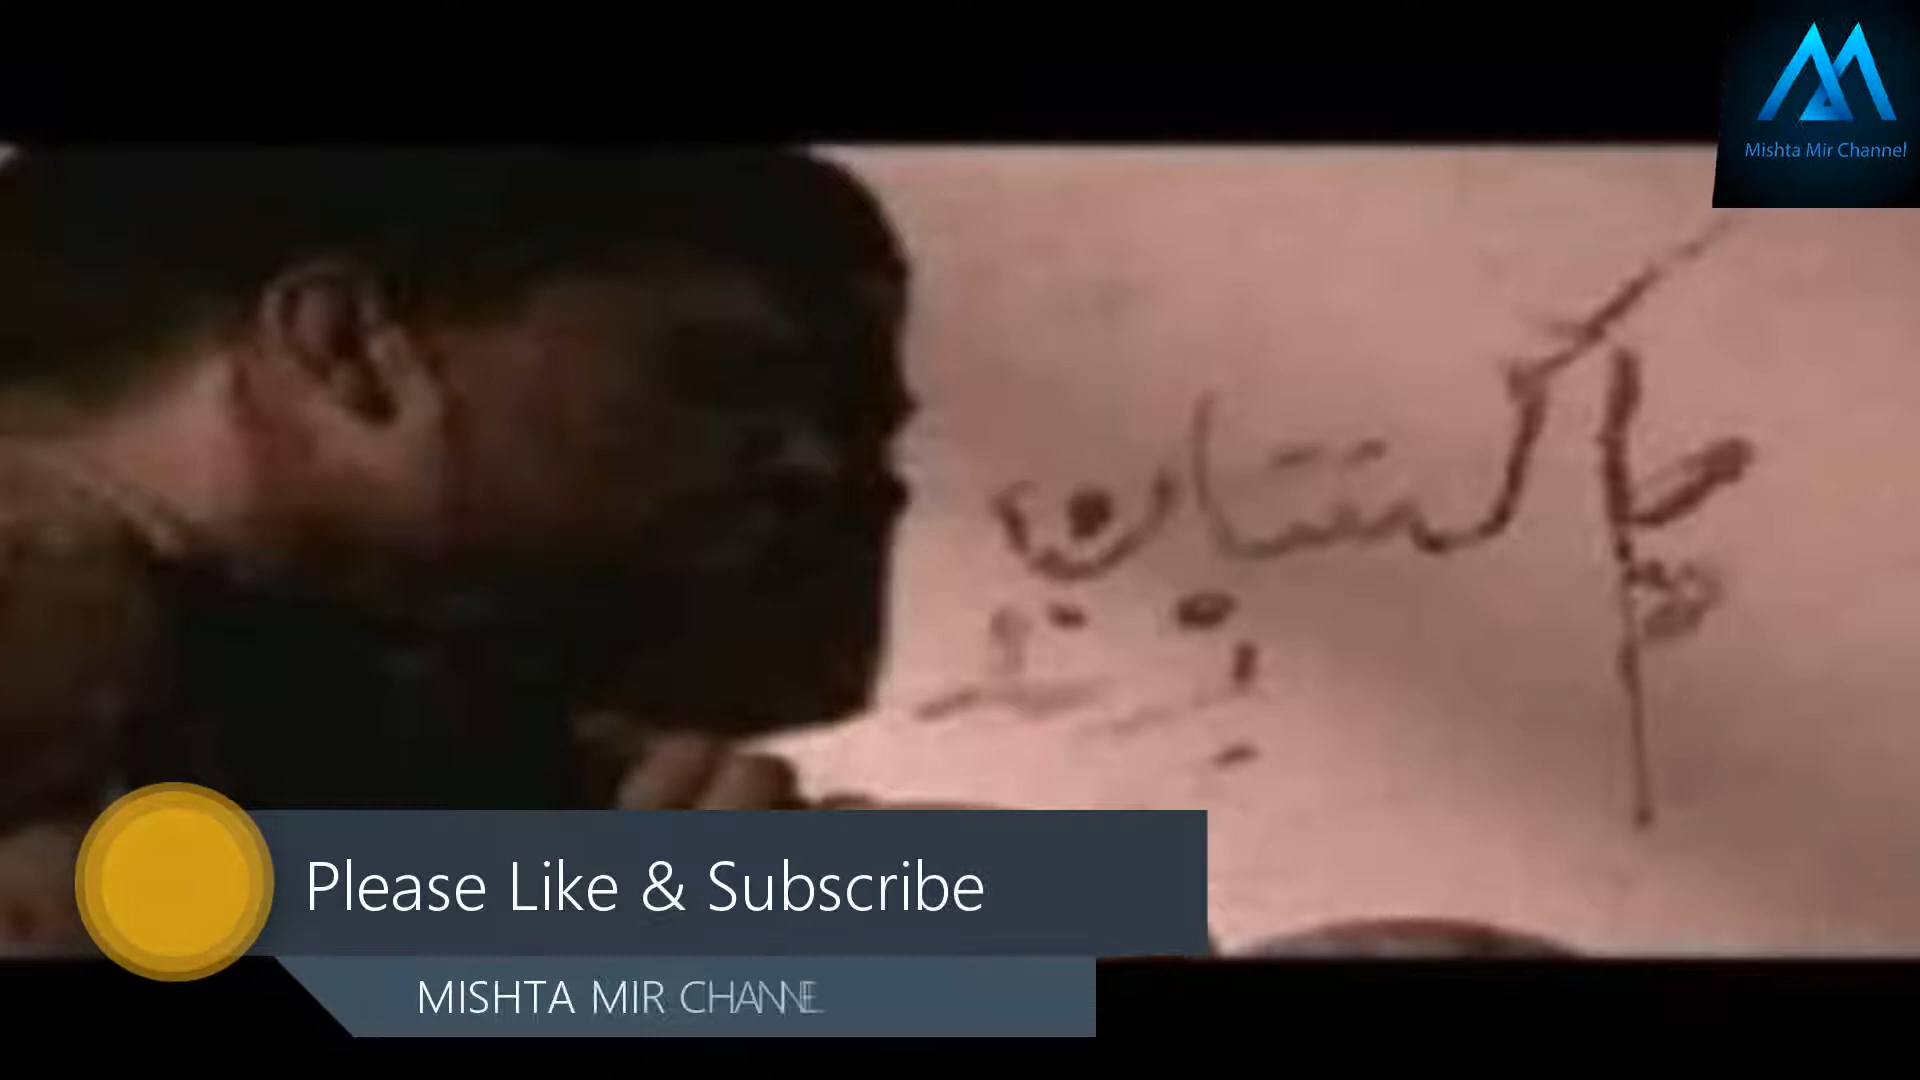 Mishta Mir Channel
پاکستان
Please Like & Subscribe
MISHTA MIR CHANNE